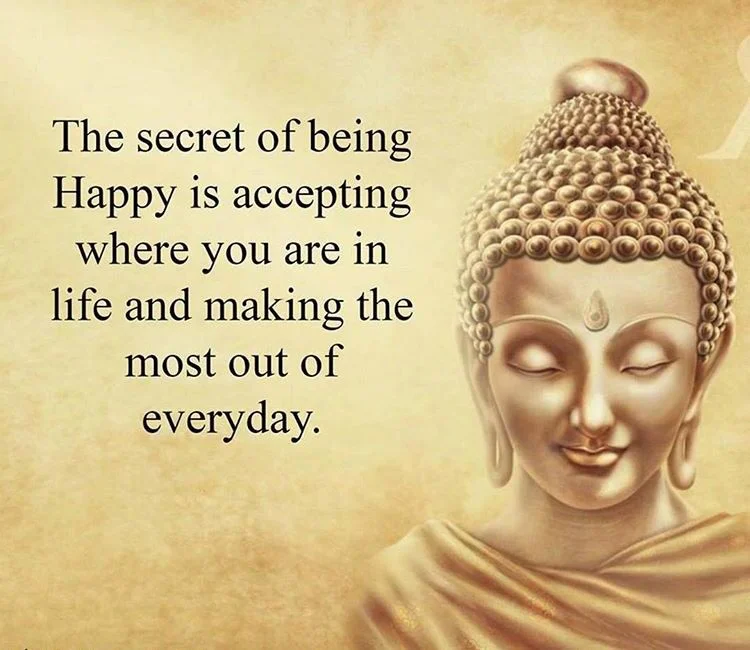 The secret of being
Happy is accepting
where you are in
life and making the
most out of
everyday.